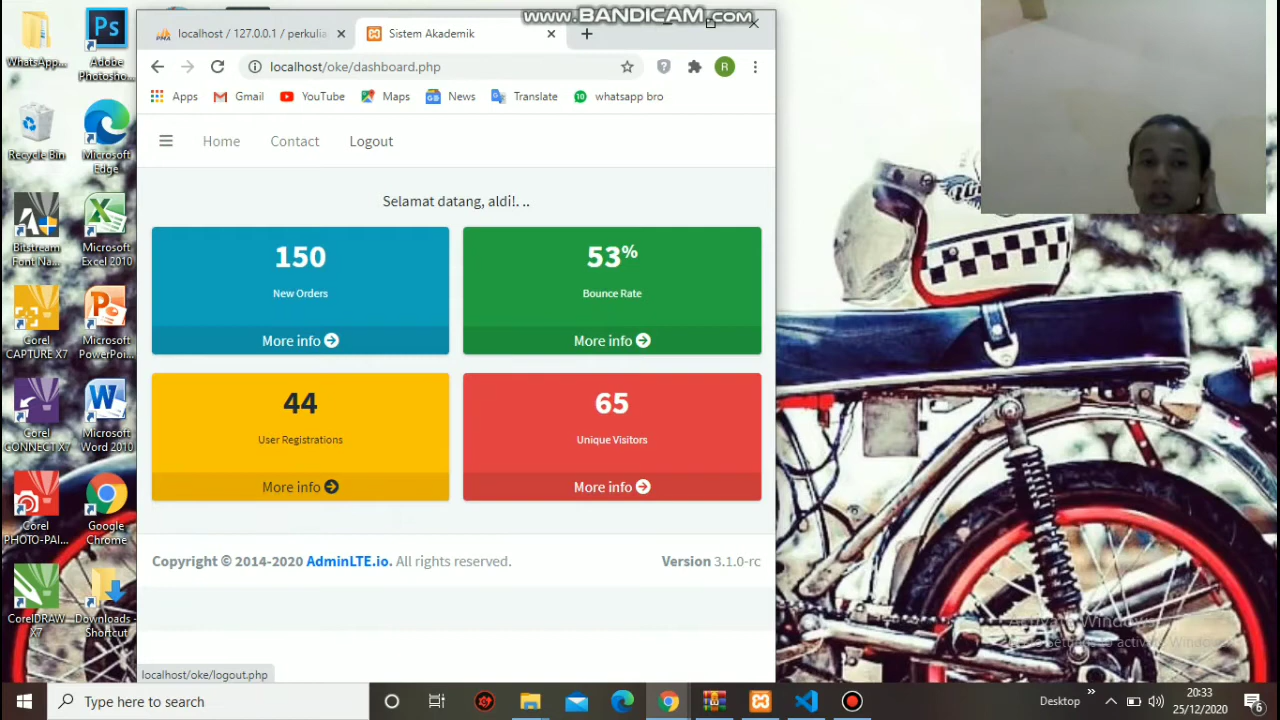 www.BANDICAM.com
localhost / 127.0.0.1 / perkulia
Sistem Akademik
localhost/oke/dashboard.php
R
Apps
Gmail
YouTube
Maps
News
Translate
whatsapp bro
Home
Contact
Logout
Selamat datang, aldi!. ..
150
New Orders
More info
53%
Bounce Rate
More info
44
User Registrations
More info
65
Unique Visitors
More info
Copyright © 2014-2020 AdminLTE.io. All rights reserved.
Version 3.1.0-rc
localhost/oke/logout.php
WhatsApp...
Adobe
Photosho...
Recycle Bin
Microsoft
Edge
Bitstream
Font Na...
Microsoft
Excel 2010
Corel
CAPTURE X7
Microsoft
PowerPoi...
Corel
CONNECT X7
Microsoft
Word 2010
Corel
PHOTO-PAI...
Google
Chrome
CorelDRAW
X7
Downloads -
Shortcut
Activate Windows
Type here to search
Desktop
20:33
25/12/2020
6